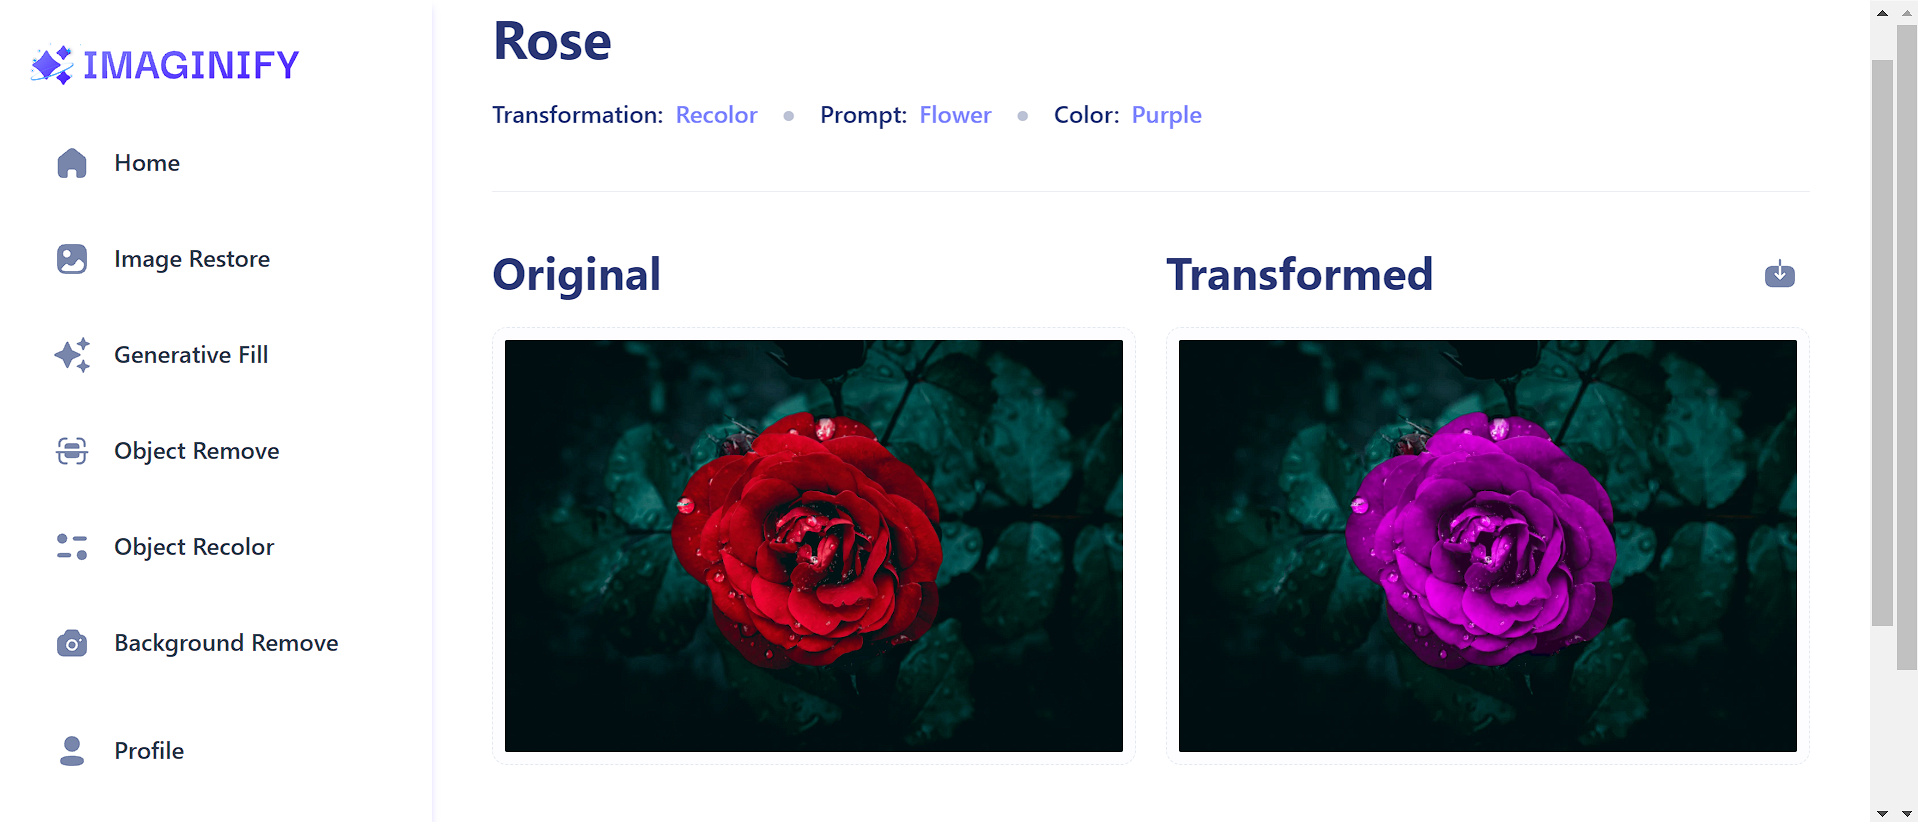 IMAGINIFY
Home
Image Restore
Generative Fill
Object Remove
Object Recolor
Background Remove
Profile
Rose
Transformation: Recolor • Prompt: Flower • Color: Purple
Original
Transformed